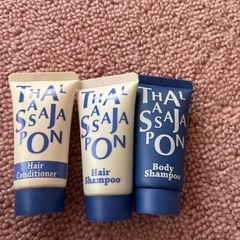 THAL
ASSAJA
PON
Hair
Conditioner
THAL
ASSAJA
PON
Hair
Shampoo
THAL
ASSAJA
PON
Body
Shampoo